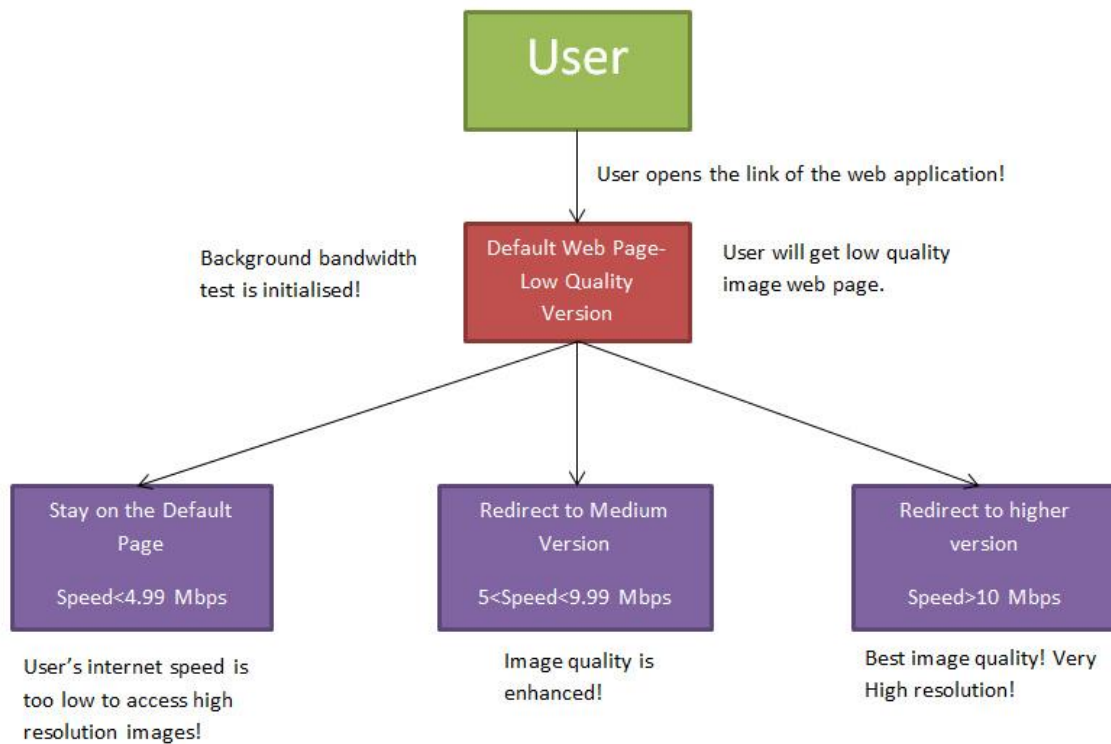 User
User opens the link of the web application!
Background bandwidth
test is initialised!
Default Web Page-
Low Quality
Version
User will get low quality
image web page.
Stay on the Default
Page
Speed<4.99 Mbps
Redirect to Medium
Version
5<Speed<9.99 Mbps
Redirect to higher
version
Speed>10 Mbps
User’s internet speed is
too low to access high
resolution images!
Image quality is
enhanced!
Best image quality! Very
High resolution!